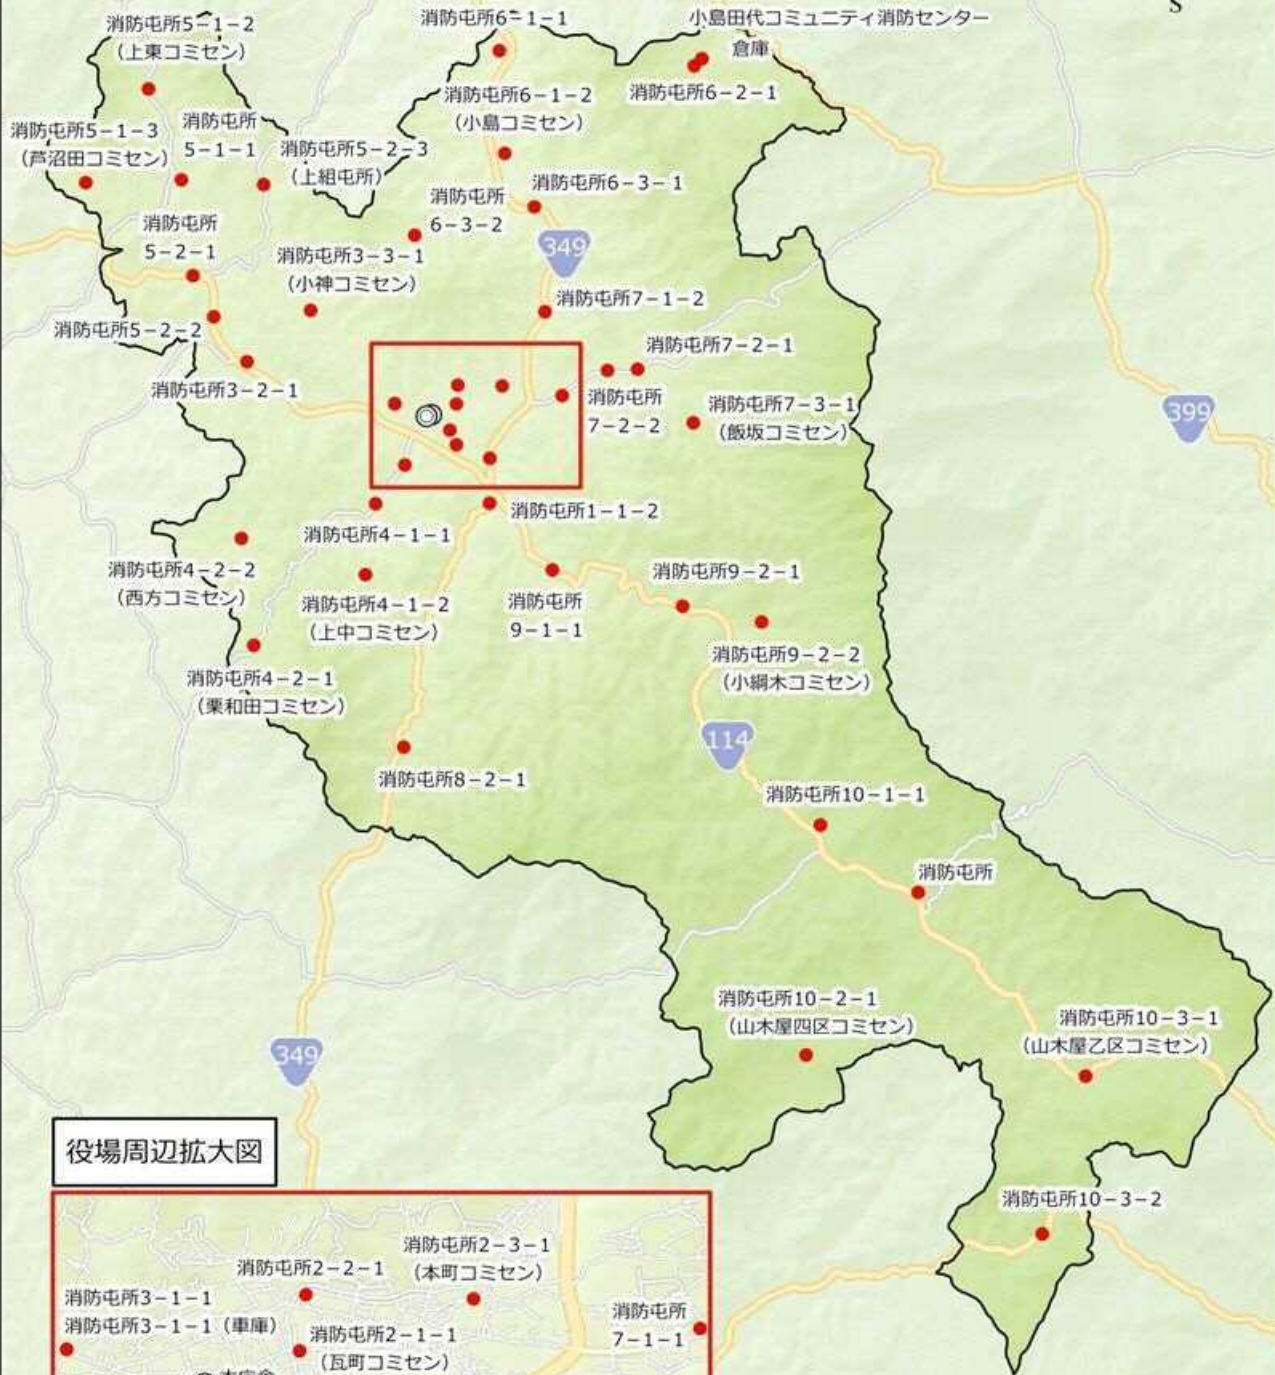 S
消防屯所5−1−2
（上東コミセン）
消防屯所6−1−1
小島田代コミュニティ消防センター
倉庫
消防屯所6−2−1
消防屯所6−1−2
（小島コミセン）
消防屯所5−1−3
（芦沼田コミセン）
消防屯所
5−1−1
消防屯所5−2−3
（上組屯所）
消防屯所6−3−1
消防屯所
6−3−2
消防屯所
5−2−1
消防屯所3−3−1
（小神コミセン）
349
消防屯所7−1−2
消防屯所5−2−2
消防屯所7−2−1
消防屯所3−2−1
消防屯所
7−2−2
消防屯所7−3−1
（飯坂コミセン）
399
消防屯所4−1−1
消防屯所1−1−2
消防屯所4−2−2
（西方コミセン）
消防屯所4−1−2
（上中コミセン）
消防屯所
9−1−1
消防屯所9−2−1
消防屯所9−2−2
（小綱木コミセン）
消防屯所4−2−1
（栗和田コミセン）
114
消防屯所8−2−1
消防屯所10−1−1
消防屯所
消防屯所10−2−1
（山木屋四区コミセン）
消防屯所10−3−1
（山木屋乙区コミセン）
349
役場周辺拡大図
消防屯所10−3−2
消防屯所2−3−1
（本町コミセン）
消防屯所2−2−1
消防屯所3−1−1
消防屯所3−1−1（車庫）
消防屯所2−1−1
（瓦町コミセン）
消防屯所
7−1−1